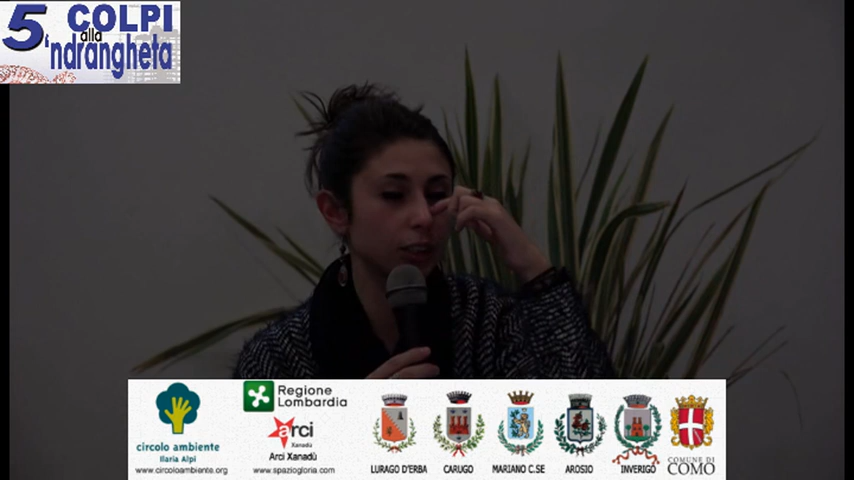 5 COLPI
alla
'ndrangheta
circolo ambiente
Ilaria Alpi
www.circoloambiente.org
Regione
Lombardia
arci
Xanadù
Arci Xanadù
www.spaziogloria.com
LURAGO D'ERBA
CARUGO
MARIANO C.SE
AROSIO
INVERIGO
COMUNE DI
COMO